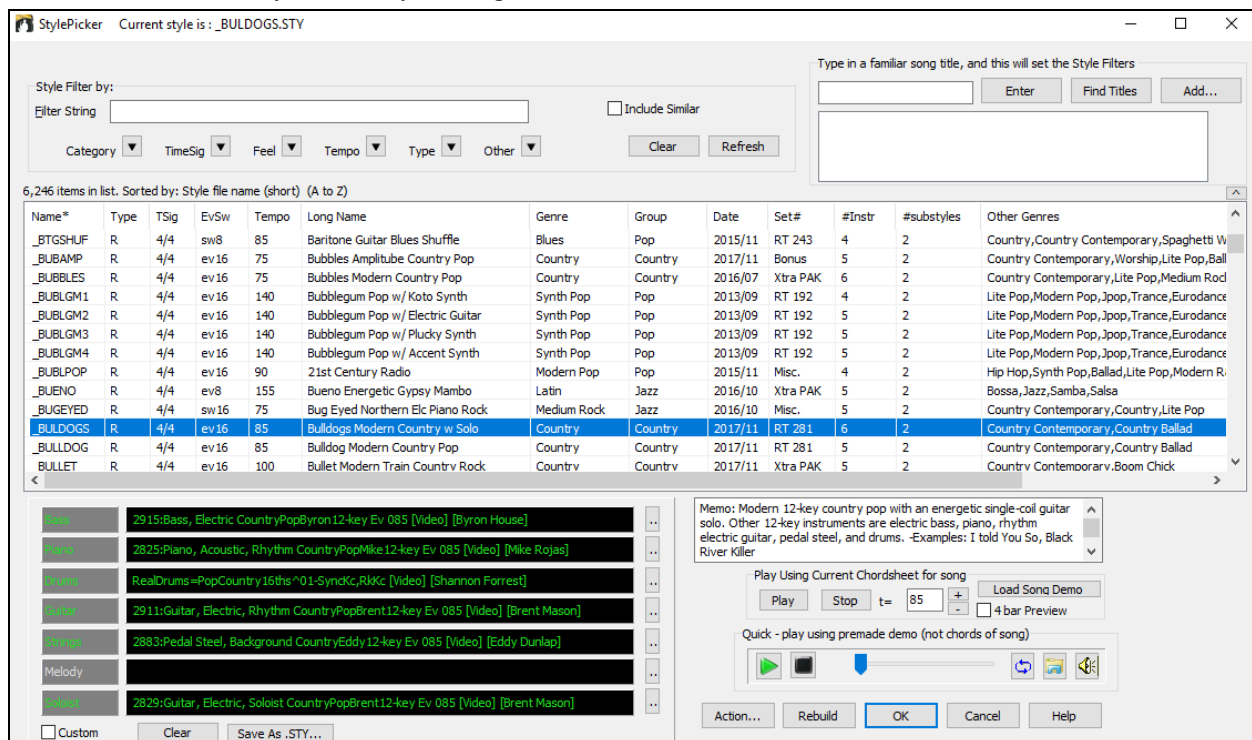 StylePicker Current style is : _BULDOGS.STY
Type in a familiar song title, and this will set the Style Filters
Enter Find Titles Add...
Style Filter by:
Filter String Include Similar
Category TimeSig Feel Tempo Type Other Clear Refresh
6,246 items in list. Sorted by: Style file name (short) (A to Z)
Name* Type TSig EvSw Tempo Long Name Genre Group Date Set# #Instr #substyles Other Genres
_BTGSHUF R 4/4 sw8 85 Baritone Guitar Blues Shuffle Blues Pop 2015/11 RT 243 4 2 Country,Country Contemporary,Spaghetti W
_BUBAMP R 4/4 ev16 75 Bubbles Amplitube Country Pop Country Country 2017/11 Bonus 5 2 Country Contemporary,Worship,Lite Pop,Ball
_BUBBLES R 4/4 ev16 75 Bubbles Modern Country Pop Country Country 2016/07 Xtra PAK 6 2 Country Contemporary,Lite Pop,Medium Rock
_BUBLGM1 R 4/4 ev16 140 Bubblegum Pop w/ Koto Synth Synth Pop Pop 2013/09 RT 192 4 2 Lite Pop,Modern Pop,Jpop,Trance,Eurodance
_BUBLGM2 R 4/4 ev16 140 Bubblegum Pop w/ Electric Guitar Synth Pop Pop 2013/09 RT 192 5 2 Lite Pop,Modern Pop,Jpop,Trance,Eurodance
_BUBLGM3 R 4/4 ev16 140 Bubblegum Pop w/ Plucky Synth Synth Pop Pop 2013/09 RT 192 5 2 Lite Pop,Modern Pop,Jpop,Trance,Eurodance
_BUBLGM4 R 4/4 ev16 140 Bubblegum Pop w/ Accent Synth Synth Pop Pop 2013/09 RT 192 5 2 Lite Pop,Modern Pop,Jpop,Trance,Eurodance
_BUBLPOP R 4/4 ev16 90 21st Century Radio Modern Pop Pop 2015/11 Misc. 4 2 Hip Hop,Synth Pop,Ballad,Lite Pop,Modern R
_BUENO R 4/4 ev8 155 Bueno Energetic Gypsy Mambo Latin Jazz 2016/10 Xtra PAK 5 2 Bossa,Jazz,Samba,Salsa
_BUGEYED R 4/4 sw16 75 Bug Eyed Northern Elc Piano Rock Medium Rock Jazz 2016/10 Misc. 5 2 Country Contemporary,Country,Lite Pop
_BULDOGS R 4/4 ev16 85 Bulldogs Modern Country w Solo Country Country 2017/11 RT 281 6 2 Country Contemporary,Country Ballad
_BULLDOG R 4/4 ev16 85 Bulldog Modern Country Pop Country Country 2017/11 RT 281 5 2 Country Contemporary,Country Ballad
_BULLET R 4/4 ev16 100 Bullet Modern Train Country Rock Country Country 2017/11 Xtra PAK 5 2 Country Contemporary,Boom Chick
Bass 2915:Bass, Electric CountryPopByron12-key Ev 085 [Video] [Byron House] ..
Piano 2825:Piano, Acoustic, Rhythm CountryPopMike12-key Ev 085 [Video] [Mike Rojas] ..
Drums RealDrums=PopCountry16ths^01-SyncKc,RkKc [Video] [Shannon Forrest] ..
Guitar 2911:Guitar, Electric, Rhythm CountryPopBrent12-key Ev 085 [Video] [Brent Mason] ..
Strings 2883:Pedal Steel, Background CountryEddy12-key Ev 085 [Video] [Eddy Dunlap] ..
Melody ..
Soloist 2829:Guitar, Electric, Soloist CountryPopBrent12-key Ev 085 [Video] [Brent Mason] ..
Custom Clear Save As .STY...
Memo: Modern 12-key country pop with an energetic single-coil guitar
solo. Other 12-key instruments are electric bass, piano, rhythm
electric guitar, pedal steel, and drums. -Examples: I told You So, Black
River Killer
Play Using Current Chordsheet for song
Play Stop t= 85 + - Load Song Demo
4 bar Preview
Quick - play using premade demo (not chords of song)
Action... Rebuild OK Cancel Help